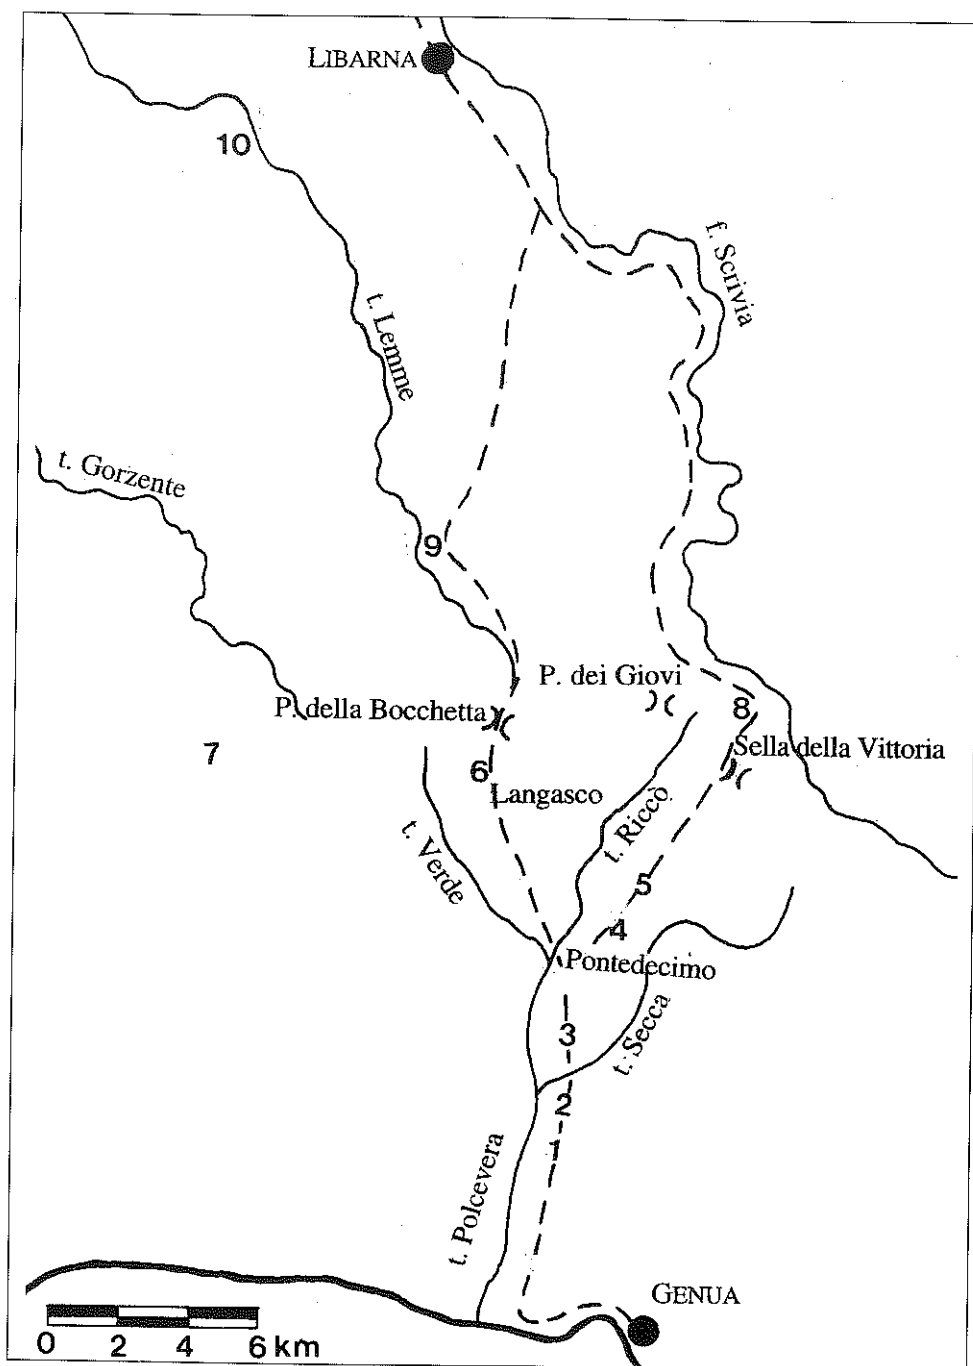 LIBARNA
10
f. Scrivia
t. Lemme
t. Gorzente
9
P. dei Giovi
P. della Bocchetta
8
7
Sella della Vittoria
6
Langasco
t. Riccò
t. Verde
5
4
Pontedecimo
3
t. Secca
2
1
t. Polcevera
GENUA
0 2 4 6 km